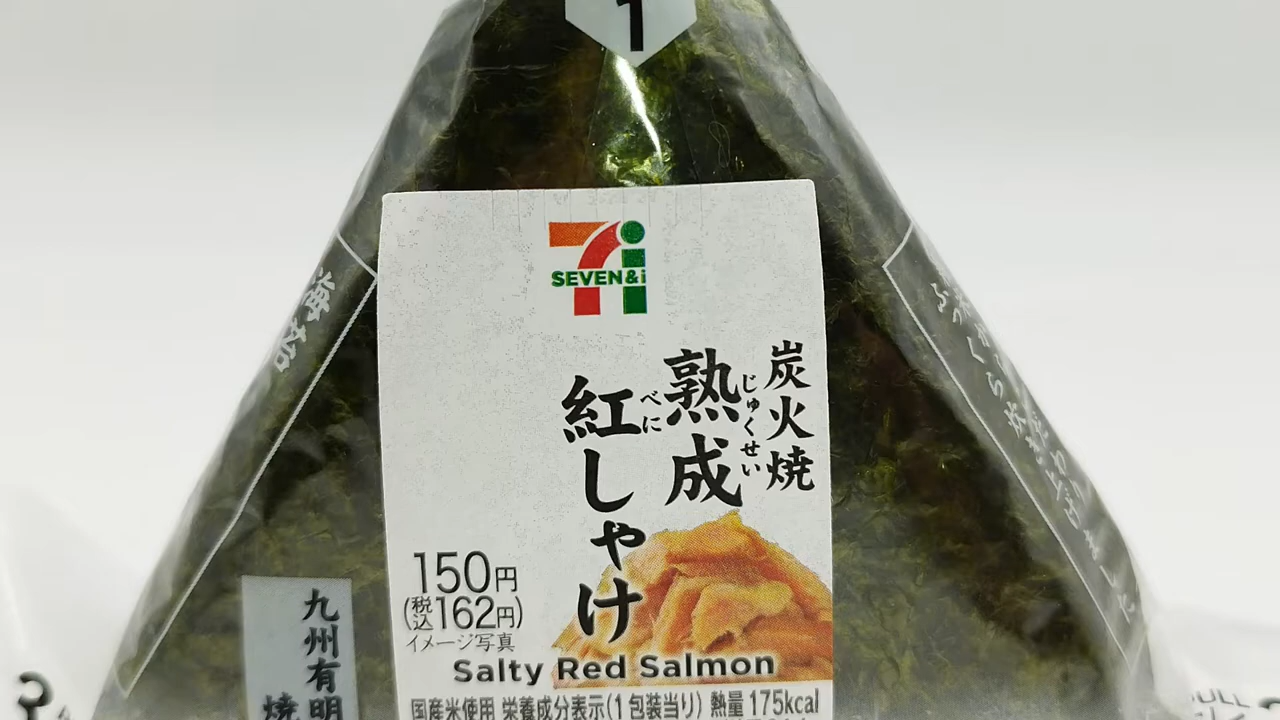 1
SEVEN&i
炭火焼
熟成
じゅくせい
紅しゃけ
べに
150円
(税込162円)
イメージ写真
Salty Red Salmon
国産米使用 栄養成分表示(1包装当り) 熱量175kcal
海苔
九州有明
焼